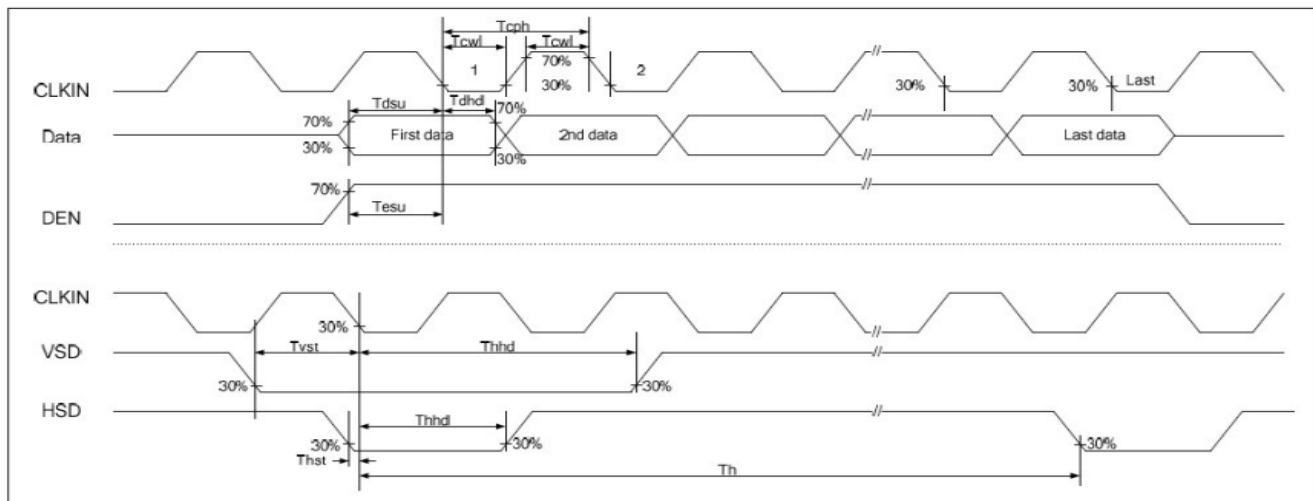 Tcph
Tcwl
Tcwl
CLKIN
1
70%
30%
2
30%
30%
Last
Tdsu
Tdhd
Data
70%
30%
First data
70%
30%
2nd data
Last data
DEN
70%
Tesu
CLKIN
30%
VSD
Tvst
Thhd
30%
30%
HSD
Thhd
30%
30%
30%
Thst
Th